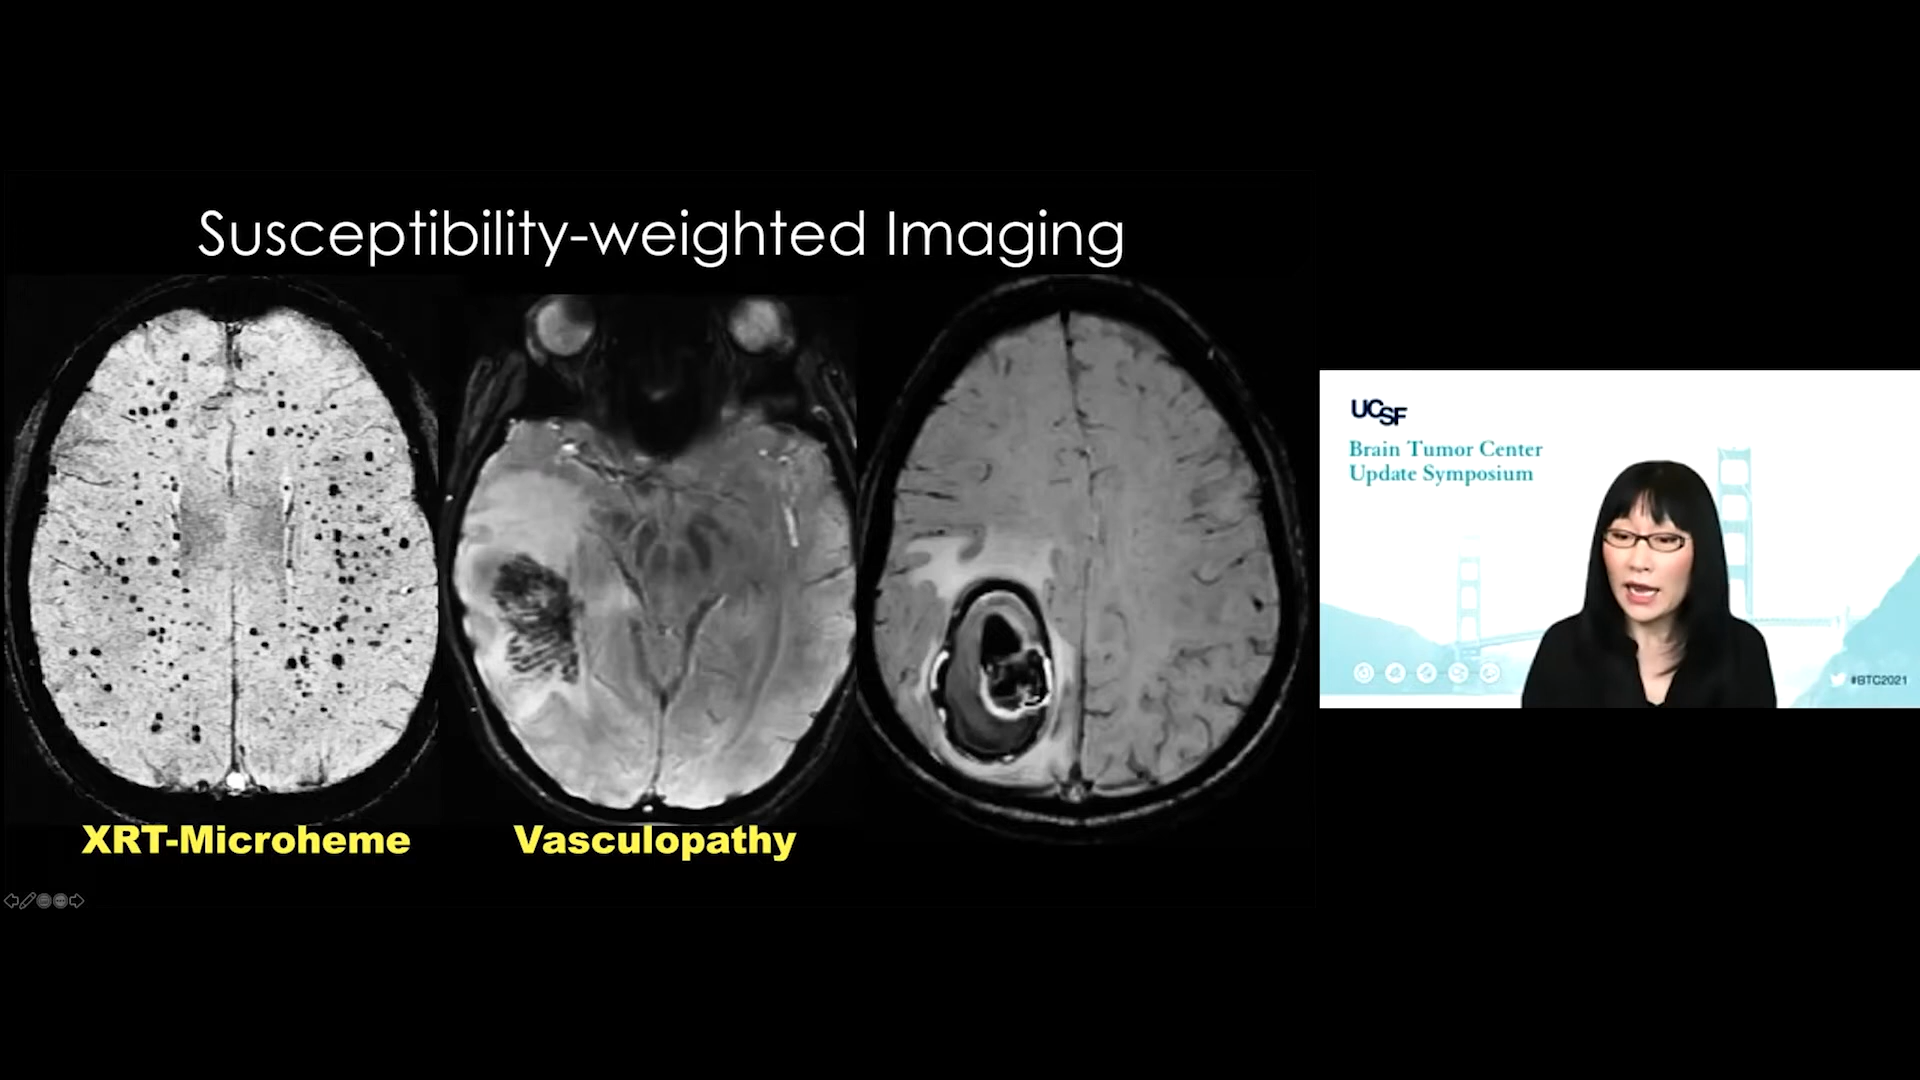 Susceptibility-weighted Imaging
XRT-Microheme
Vasculopathy
UCSF
Brain Tumor Center
Update Symposium
#BTC2021